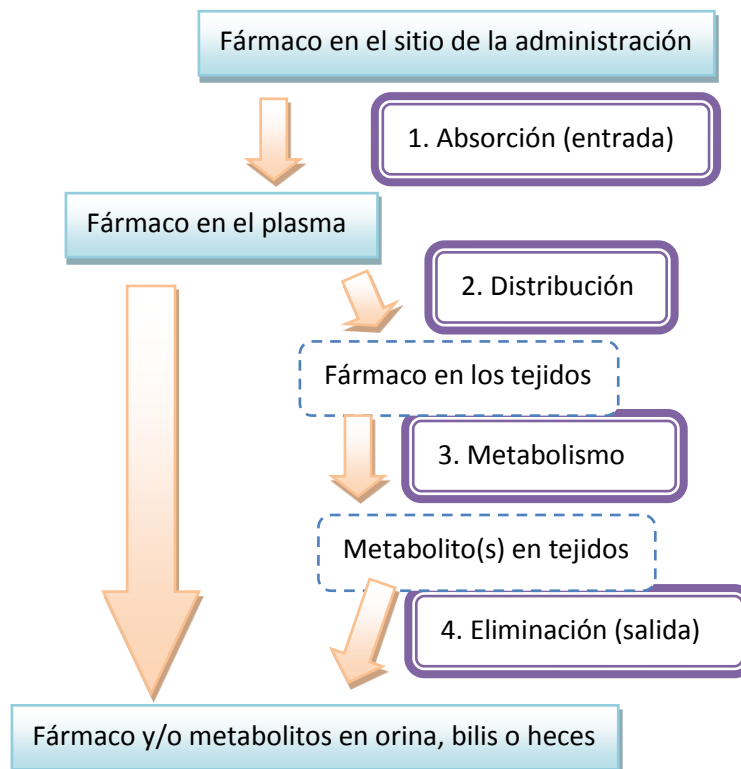 Fármaco en el sitio de la administración
1. Absorción (entrada)
Fármaco en el plasma
2. Distribución
Fármaco en los tejidos
3. Metabolismo
Metabolito(s) en tejidos
4. Eliminación (salida)
Fármaco y/o metabolitos en orina, bilis o heces